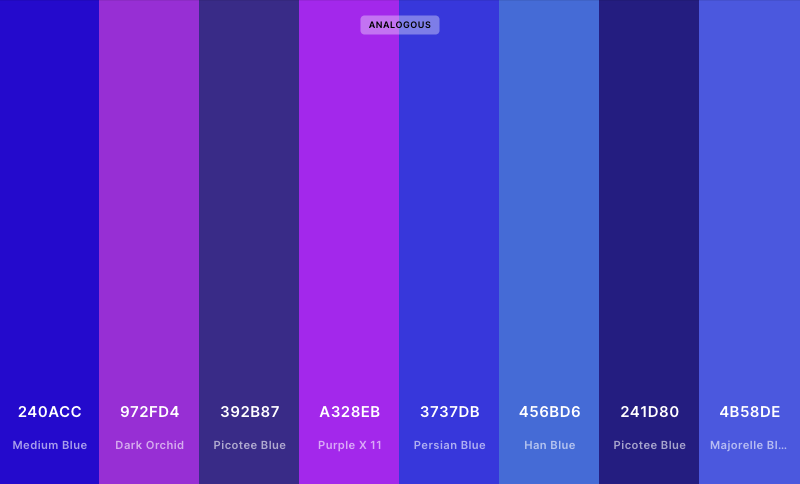 ANALOGOUS
240ACC 972FD4 392B87 A328EB 3737DB 456BD6 241D80 4B58DE
Medium Blue Dark Orchid Picotee Blue Purple X 11 Persian Blue Han Blue Picotee Blue Majorelle Bl...